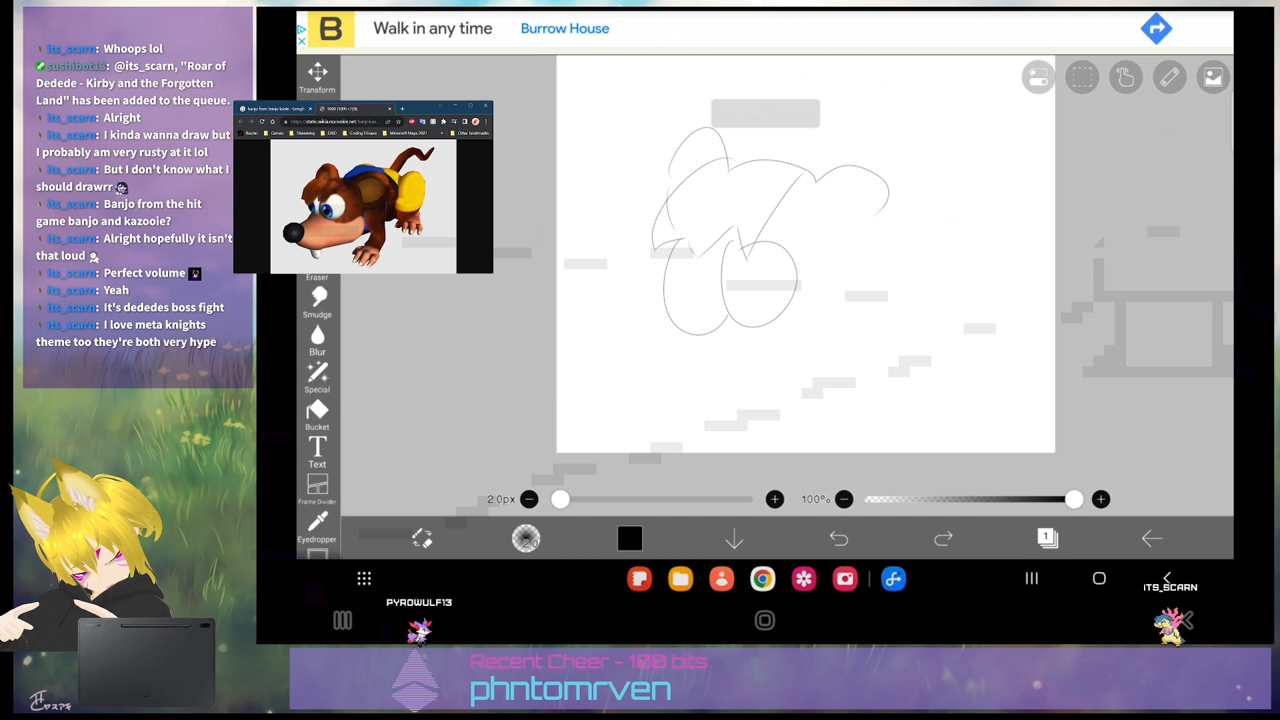 its_scarn: Whoops lol
sushibot13: @its_scarn, "Roar of
Dedede - Kirby and the Forgotten
Land" has been added to the queue.
its_scarn: Alright
its_scarn: I kinda wanna draw but
I probably am very rusty at it lol
its_scarn: But I don't know what I
should drawrr
its_scarn: Banjo from the hit
game banjo and kazooie?
its_scarn: Alright hopefully it isn't
that loud
its_scarn: Perfect volume
its_scarn: Yeah
its_scarn: It's dededes boss fight
its_scarn: I love meta knights
theme too they're both very hype
B
Walk in any time
Burrow House
Transform
Eraser
Smudge
Blur
Special
Bucket
T
Text
Frame Divider
Eyedropper
2.0px
100%
1
PYROWULF13
ITS_SCARN
Recent Cheer - 100 bits
phntomrven